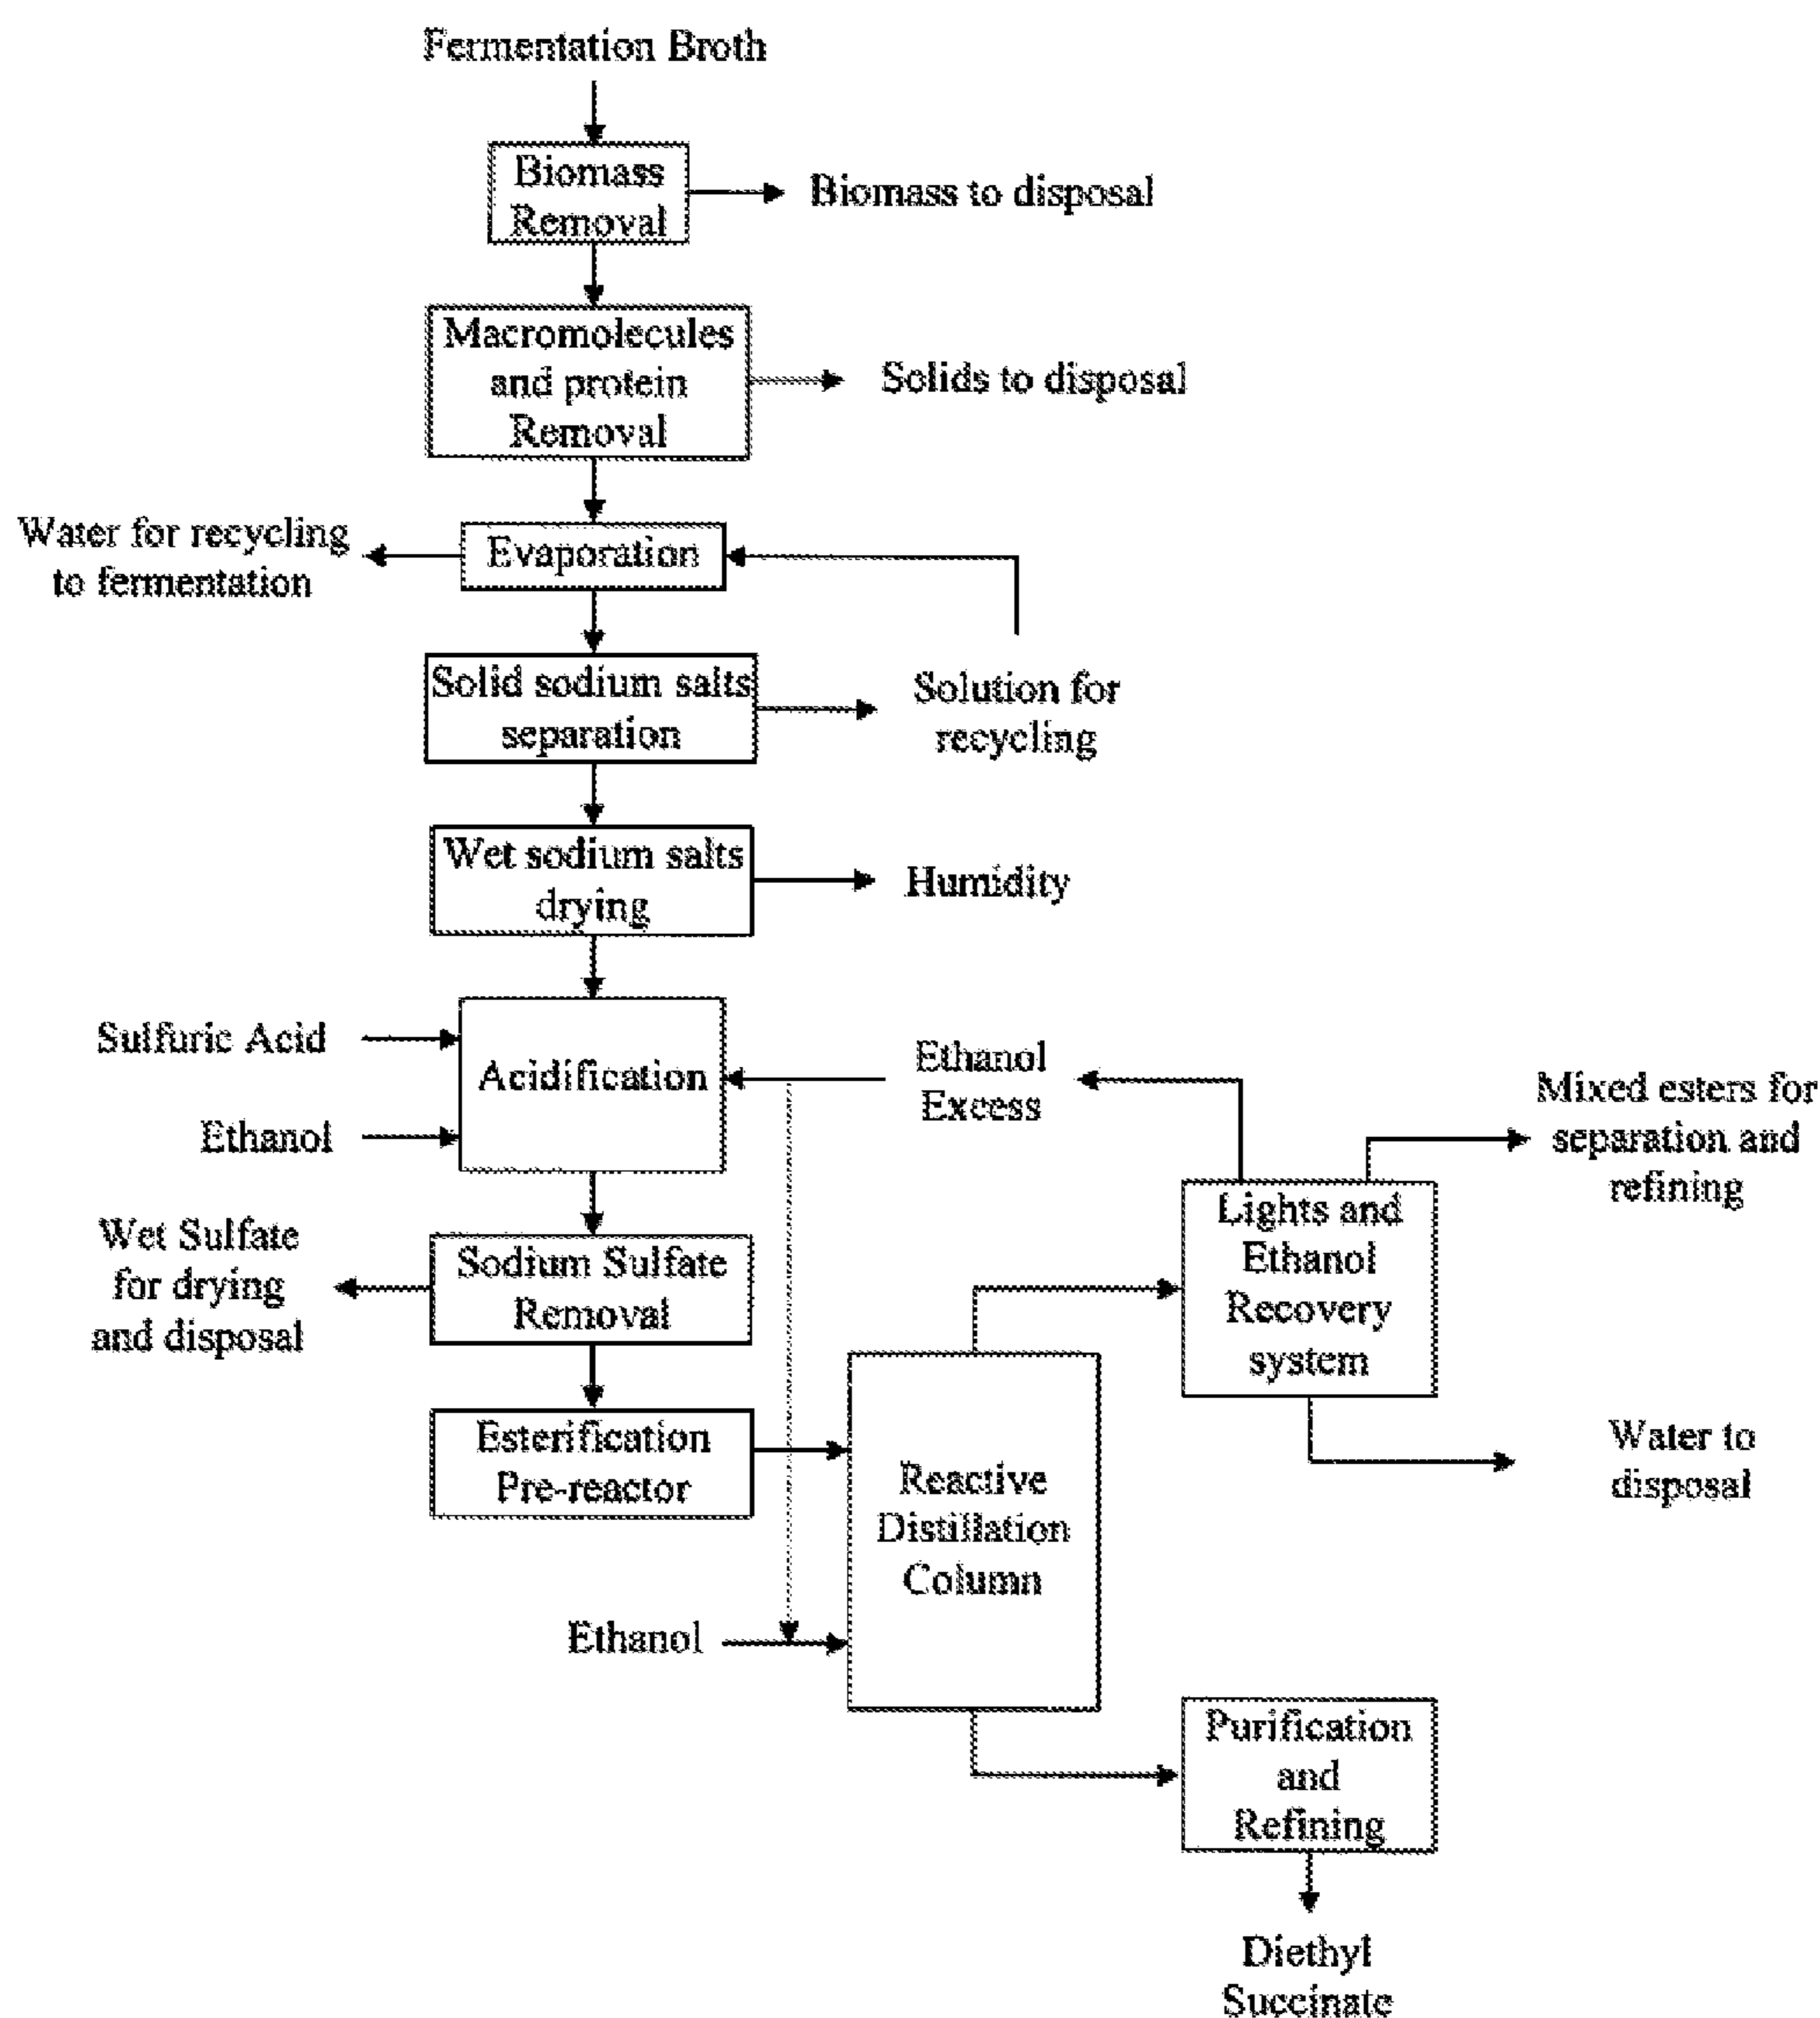 Fermentation Broth
Biomass
Removal
Biomass to disposal
Macromolecules
and protein
Removal
Solids to disposal
Water for recycling
to fermentation
Evaporation
Solid sodium salts
separation
Solution for
recycling
Wet sodium salts
drying
Humidity
Sulfuric Acid
Ethanol
Acidification
Ethanol
Excess
Mixed esters for
separation and
refining
Wet Sulfate
for drying
and disposal
Sodium Sulfate
Removal
Lights and
Ethanol
Recovery
system
Esterification
Pre-reactor
Reactive
Distillation
Column
Water to
disposal
Ethanol
Purification
and
Refining
Diethyl
Succinate